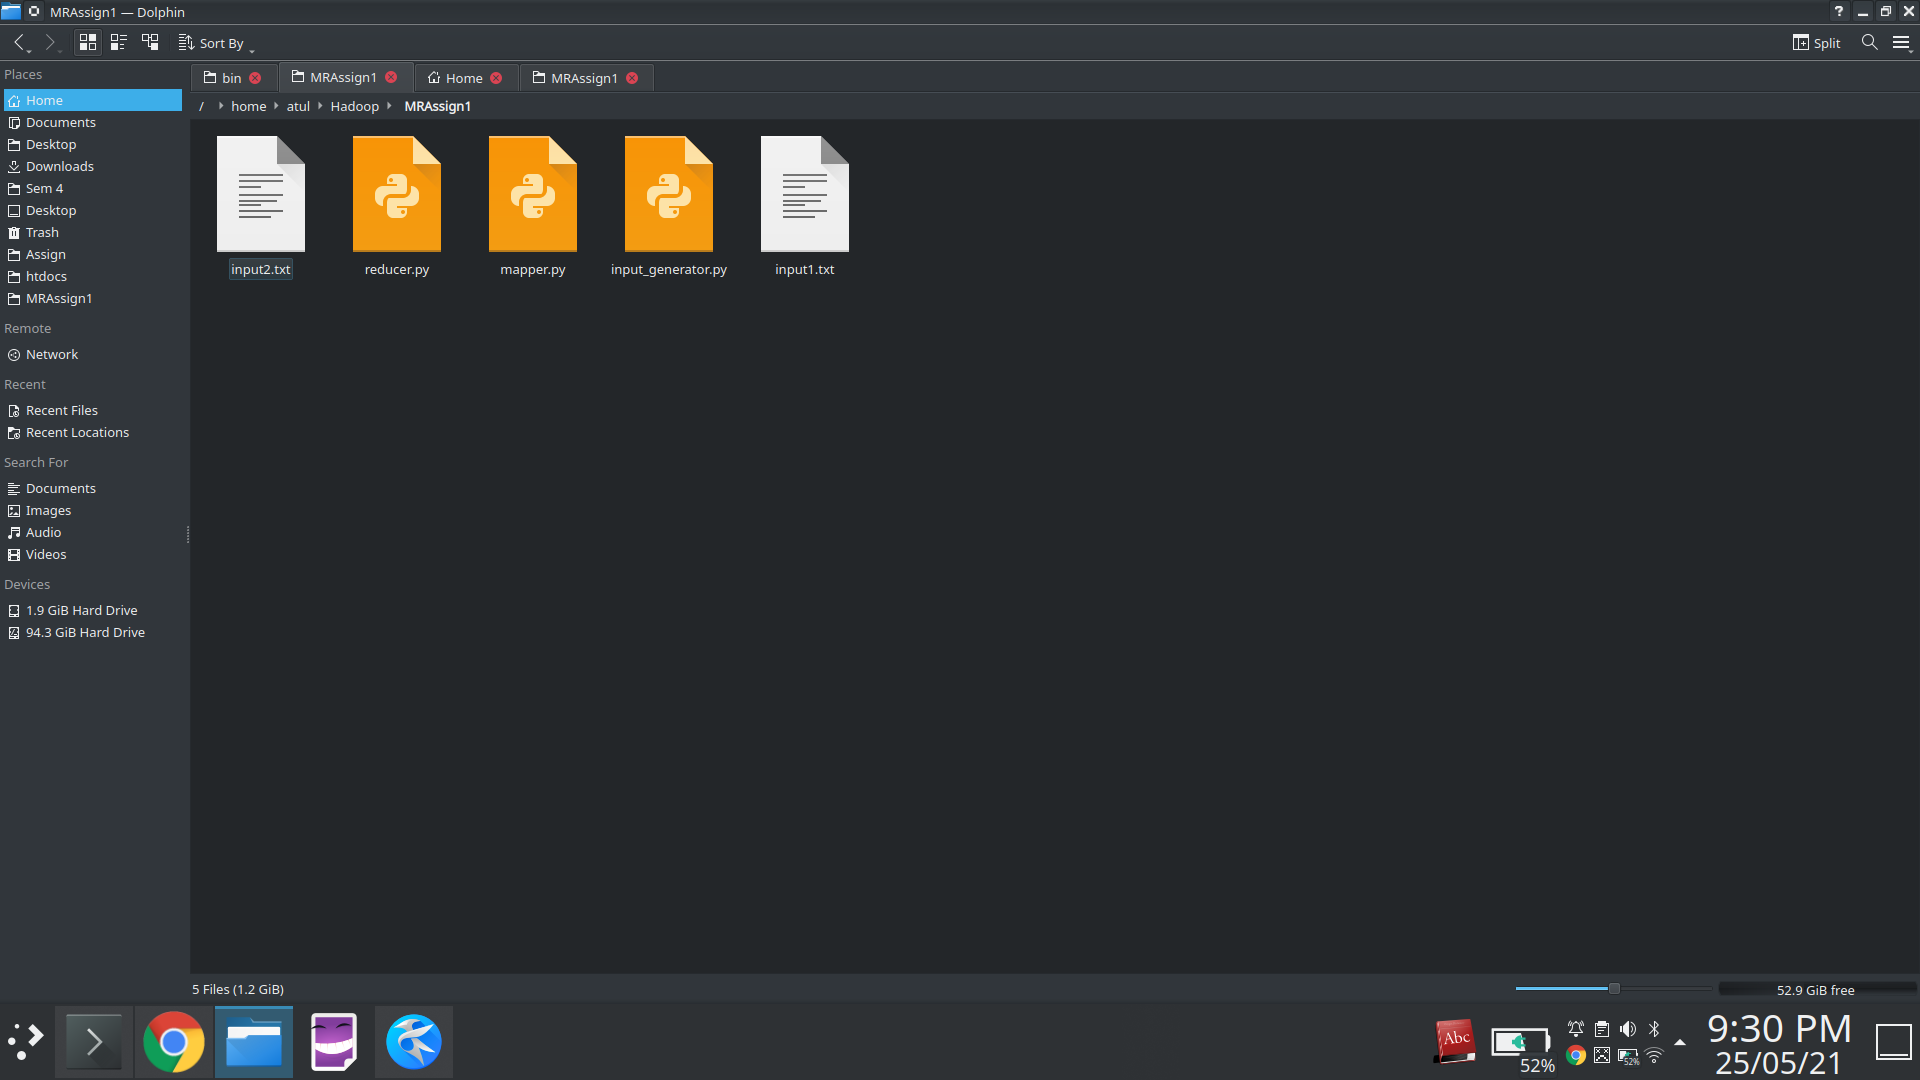 MRAssign1 — Dolphin
?
Sort By
Split
Places
Home
Documents
Desktop
Downloads
Sem 4
Desktop
Trash
Assign
htdocs
MRAssign1
Remote
Network
Recent
Recent Files
Recent Locations
Search For
Documents
Images
Audio
Videos
Devices
1.9 GiB Hard Drive
94.3 GiB Hard Drive
bin MRAssign1 Home MRAssign1
/ home atul Hadoop MRAssign1
input2.txt reducer.py mapper.py input_generator.py input1.txt
5 Files (1.2 GiB)
52.9 GiB free
Abc
52%
52%
9:30 PM
25/05/21